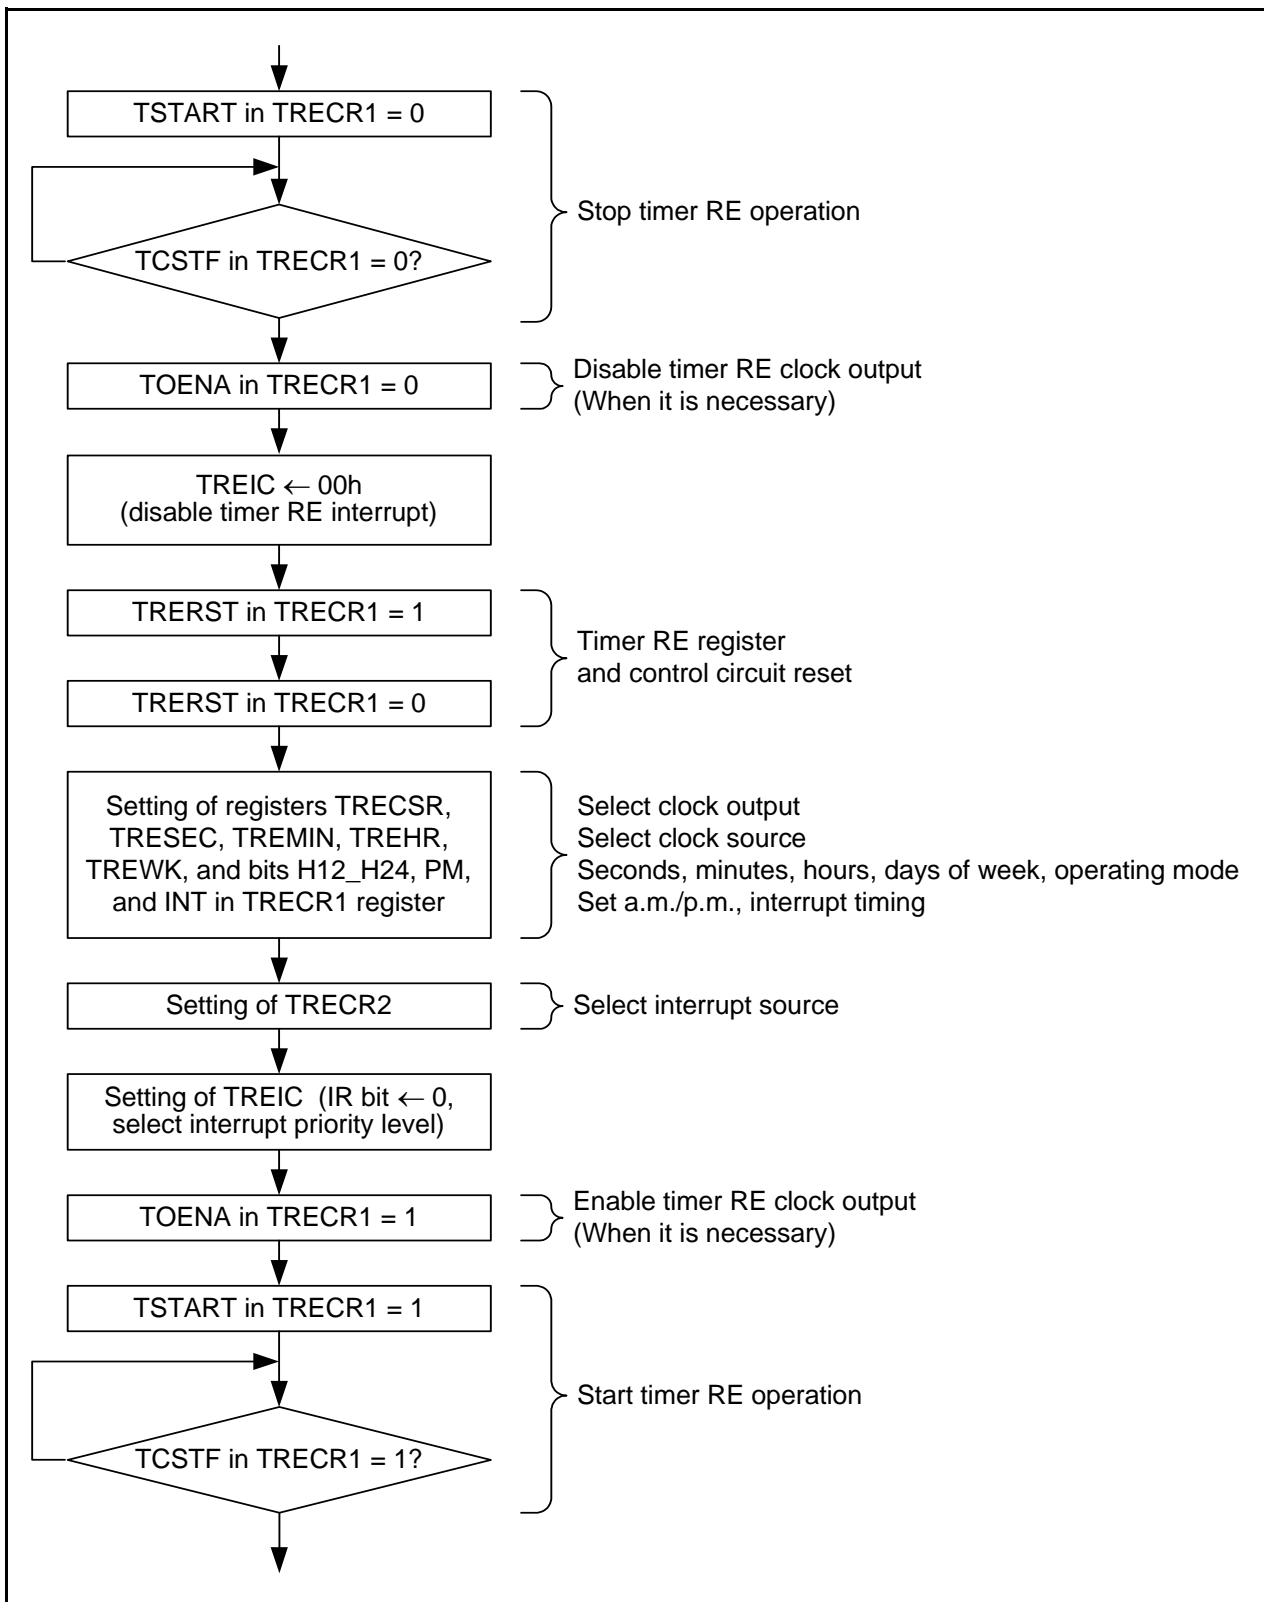 TSTART in TRECR1 = 0
TCSTF in TRECR1 = 0?
Stop timer RE operation
TOENA in TRECR1 = 0
Disable timer RE clock output
(When it is necessary)
TREIC ← 00h
(disable timer RE interrupt)
TRERST in TRECR1 = 1
TRERST in TRECR1 = 0
Timer RE register
and control circuit reset
Setting of registers TRECSR,
TRESEC, TREMIN, TREHR,
TREWK, and bits H12_H24, PM,
and INT in TRECR1 register
Select clock output
Select clock source
Seconds, minutes, hours, days of week, operating mode
Set a.m./p.m., interrupt timing
Setting of TRECR2
Select interrupt source
Setting of TREIC (IR bit ← 0,
select interrupt priority level)
TOENA in TRECR1 = 1
Enable timer RE clock output
(When it is necessary)
TSTART in TRECR1 = 1
TCSTF in TRECR1 = 1?
Start timer RE operation